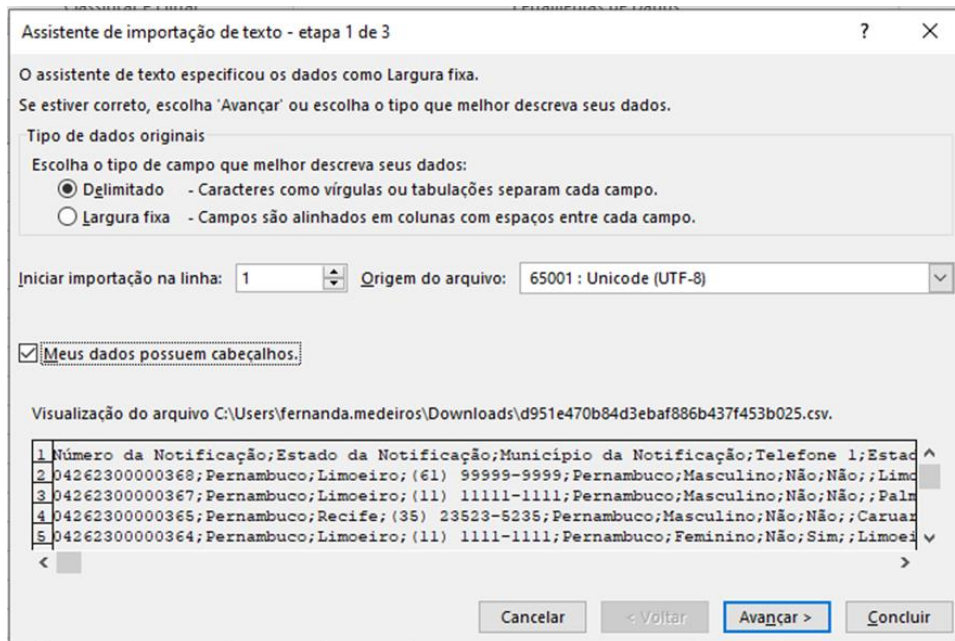 Assistente de importação de texto - etapa 1 de 3 ? ×
O assistente de texto especificou os dados como Largura fixa.
Se estiver correto, escolha 'Avançar' ou escolha o tipo que melhor descreva seus dados.
Tipo de dados originais
Escolha o tipo de campo que melhor descreva seus dados:
Delimitado - Caracteres como vírgulas ou tabulações separam cada campo.
Largura fixa - Campos são alinhados em colunas com espaços entre cada campo.
Iniciar importação na linha: 1 Origem do arquivo: 65001 : Unicode (UTF-8)
Meus dados possuem cabeçalhos.
Visualização do arquivo C:\Users\fernanda.medeiros\Downloads\d951e470b84d3ebaf886b437f453b025.csv.
1 Número da Notificação;Estado da Notificação;Município da Notificação;Telefone 1;Estad
2 04262300000368;Pernambuco;Limoeiro;(61) 99999-9999;Pernambuco;Masculino;Não;Não;;Limo
3 04262300000367;Pernambuco;Limoeiro;(11) 11111-1111;Pernambuco;Masculino;Não;Não;;Palm
4 04262300000365;Pernambuco;Recife;(35) 23523-5235;Pernambuco;Masculino;Não;Não;;Caruar
5 04262300000364;Pernambuco;Limoeiro;(11) 1111-1111;Pernambuco;Feminino;Não;Sim;;Limoei
Cancelar < Voltar Avançar > Concluir